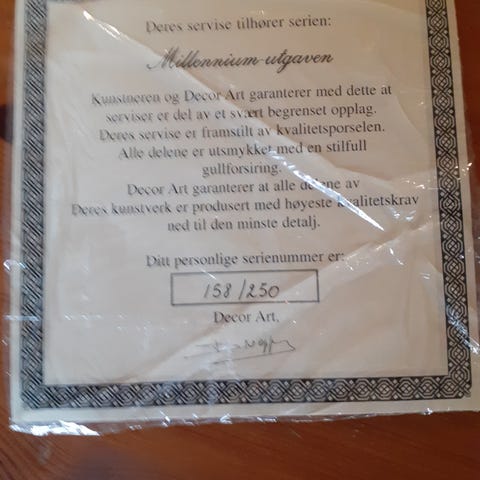 Deres servise tilhører serien:
Millennium-utgaven
Kunstneren og Decor Art garanterer med dette at
serviser er del av et svært begrenset opplag.
Deres servise er framstilt av kvalitetsporselen.
Alle delene er utsmykket med en stilfull
gullforsiring.
Decor Art garanterer at alle delene av
Deres kunstverk er produsert med høyeste kvalitetskrav
ned til den minste detalj.
Ditt personlige serienummer er:
158/250
Decor Art.